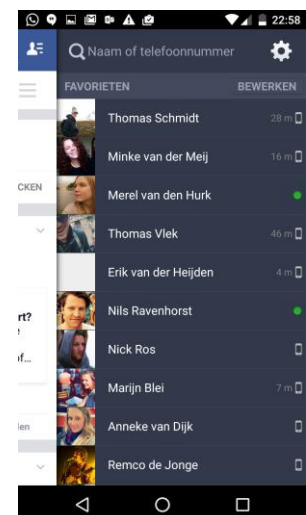 22:58
Naam of telefoonnummer
FAVORIETEN BEWERKEN
Thomas Schmidt 28 m
Minke van der Meij 16 m
CKEN
Merel van den Hurk
Thomas Vlek 46 m
Erik van der Heijden 4 m
rt?
Nils Ravenhorst
of...
Nick Ros
Marijn Blei 7 m
len
Anneke van Dijk
Remco de Jonge